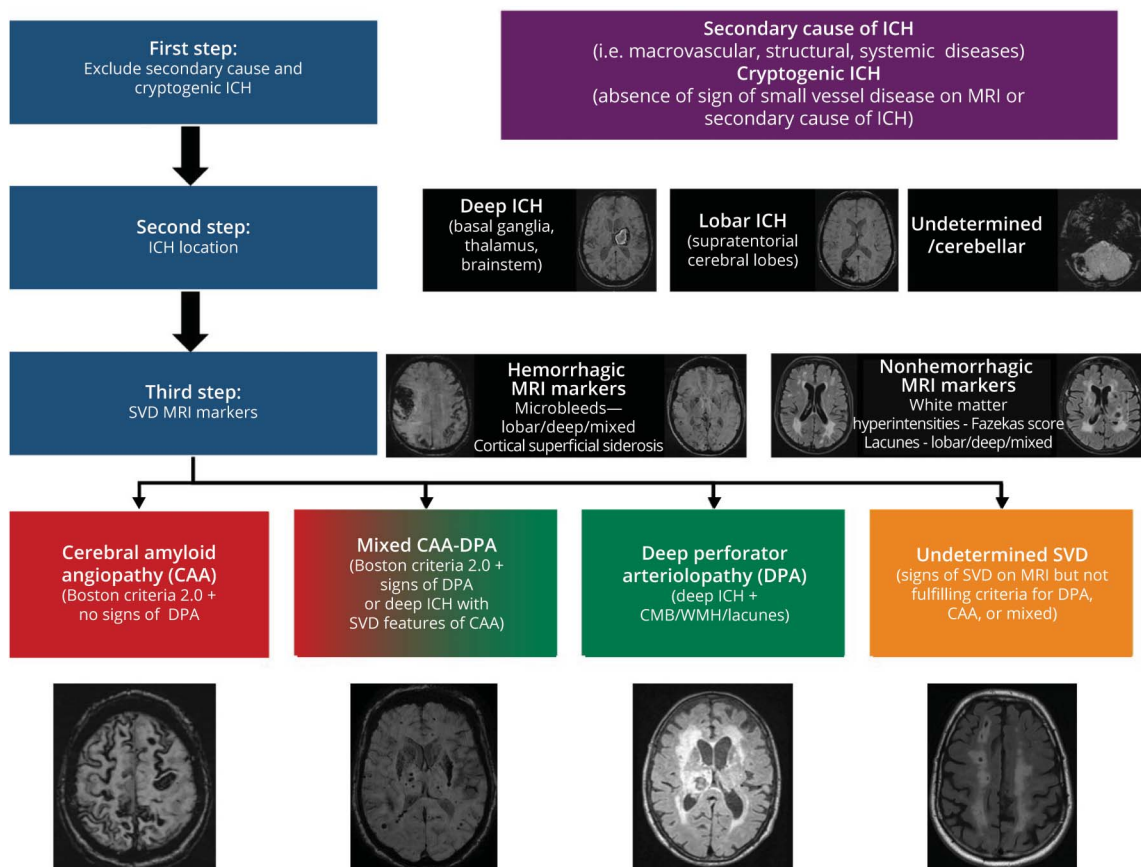 First step:
Exclude secondary cause and
cryptogenic ICH
Secondary cause of ICH
(i.e. macrovascular, structural, systemic diseases)
Cryptogenic ICH
(absence of sign of small vessel disease on MRI or
secondary cause of ICH)
Second step:
ICH location
Deep ICH
(basal ganglia,
thalamus,
brainstem)
Lobar ICH
(supratentorial
cerebral lobes)
Undetermined
/cerebellar
Third step:
SVD MRI markers
Hemorrhagic
MRI markers
Microbleeds—
lobar/deep/mixed
Cortical superficial siderosis
Nonhemorrhagic
MRI markers
White matter
hyperintensities - Fazekas score
Lacunes - lobar/deep/mixed
Cerebral amyloid
angiopathy (CAA)
(Boston criteria 2.0 +
no signs of DPA
Mixed CAA-DPA
(Boston criteria 2.0 +
signs of DPA
or deep ICH with
SVD features of CAA)
Deep perforator
arteriolopathy (DPA)
(deep ICH +
CMB/WMH/lacunes)
Undetermined SVD
(signs of SVD on MRI but not
fulfilling criteria for DPA,
CAA, or mixed)